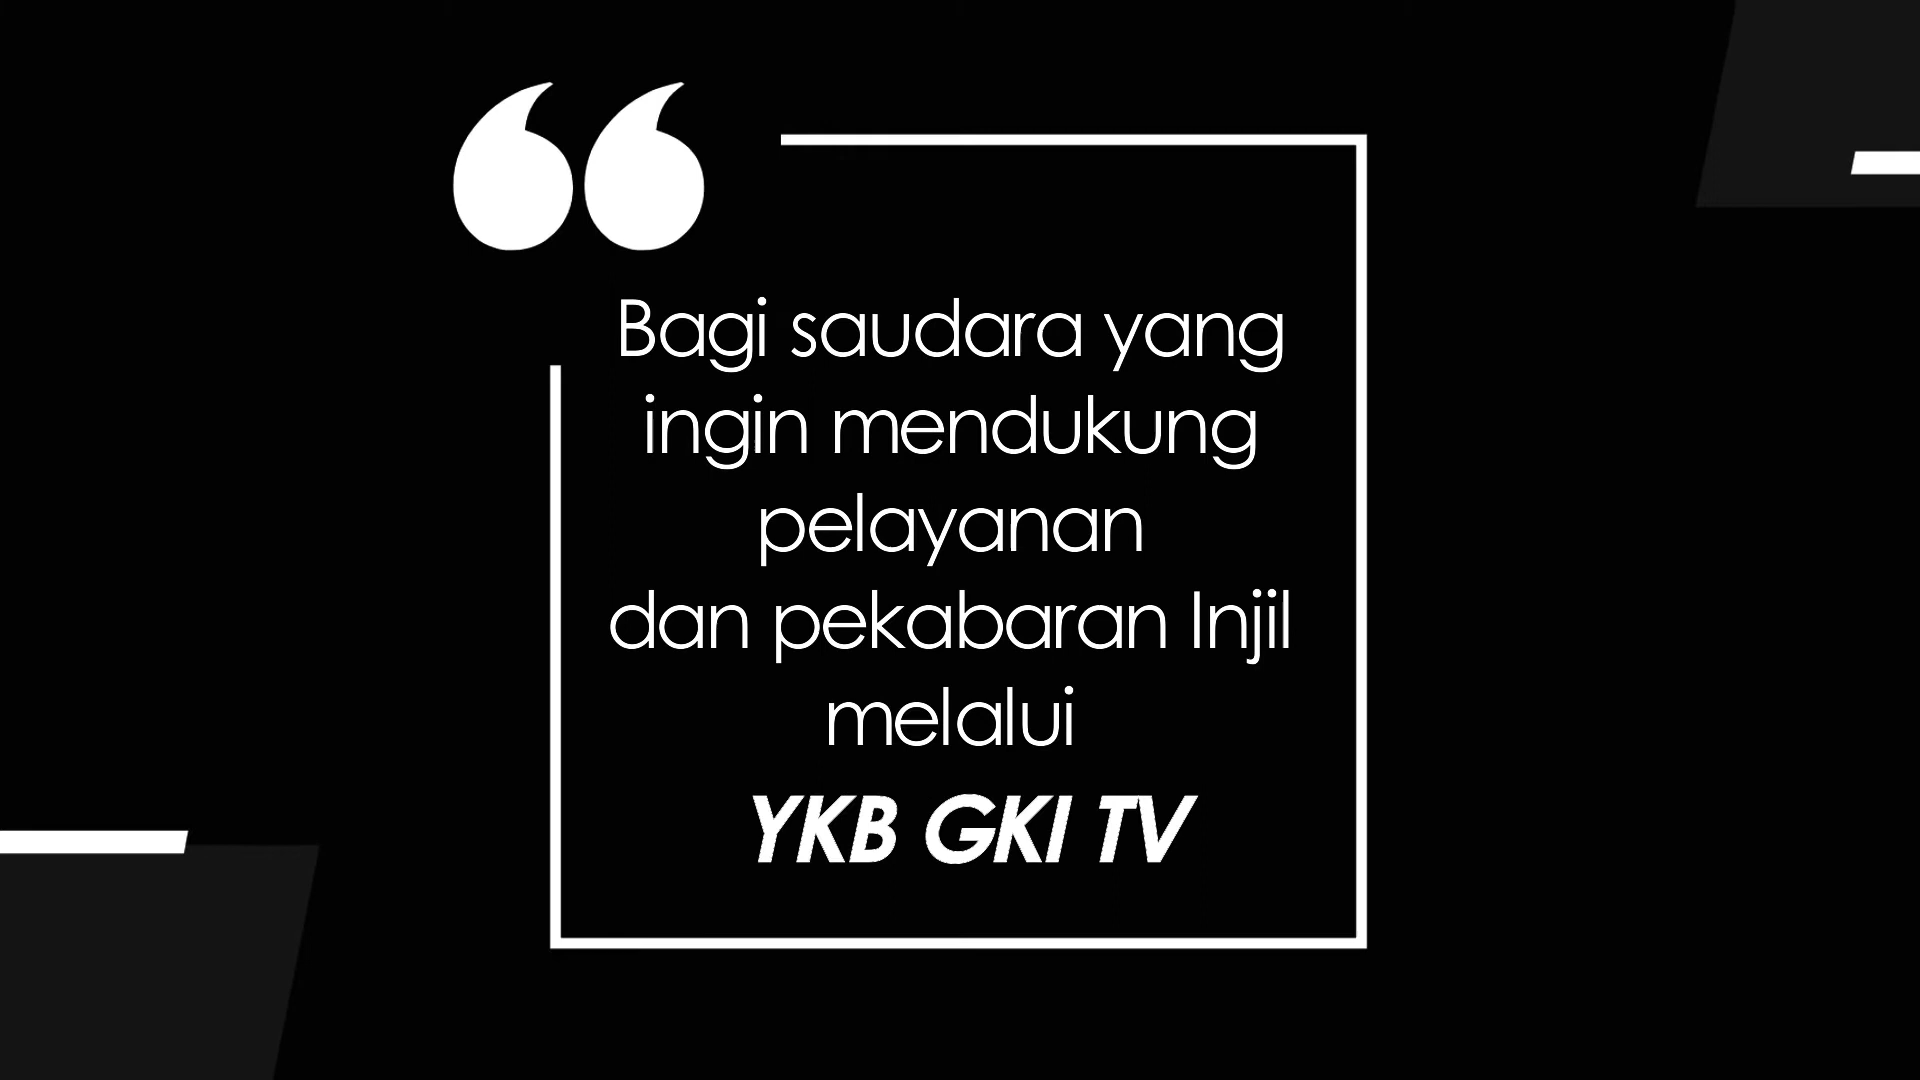 Bagi saudara yang
ingin mendukung
pelayanan
dan pekabaran Injil
melalui
YKB GKI TV